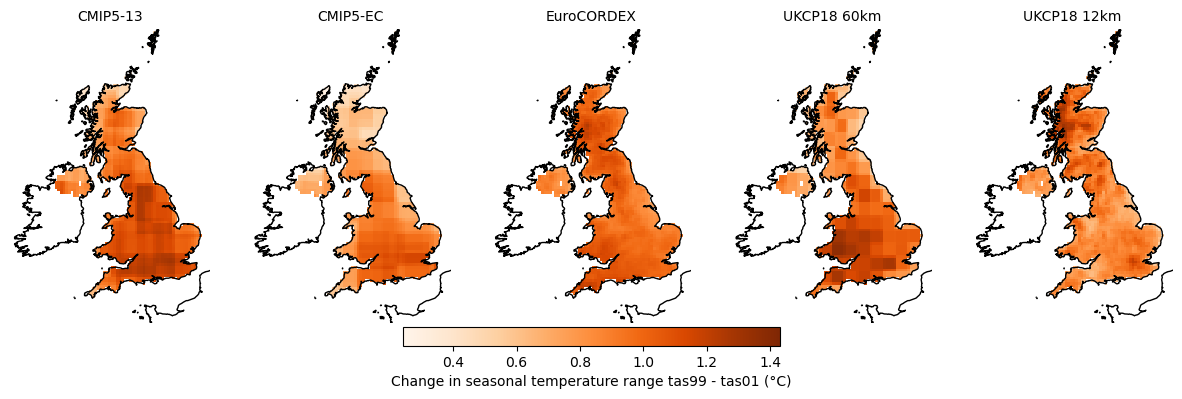 CMIP5-13 CMIP5-EC EuroCORDEX UKCP18 60km UKCP18 12km
0.4 0.6 0.8 1.0 1.2 1.4
Change in seasonal temperature range tas99 - tas01 (°C)